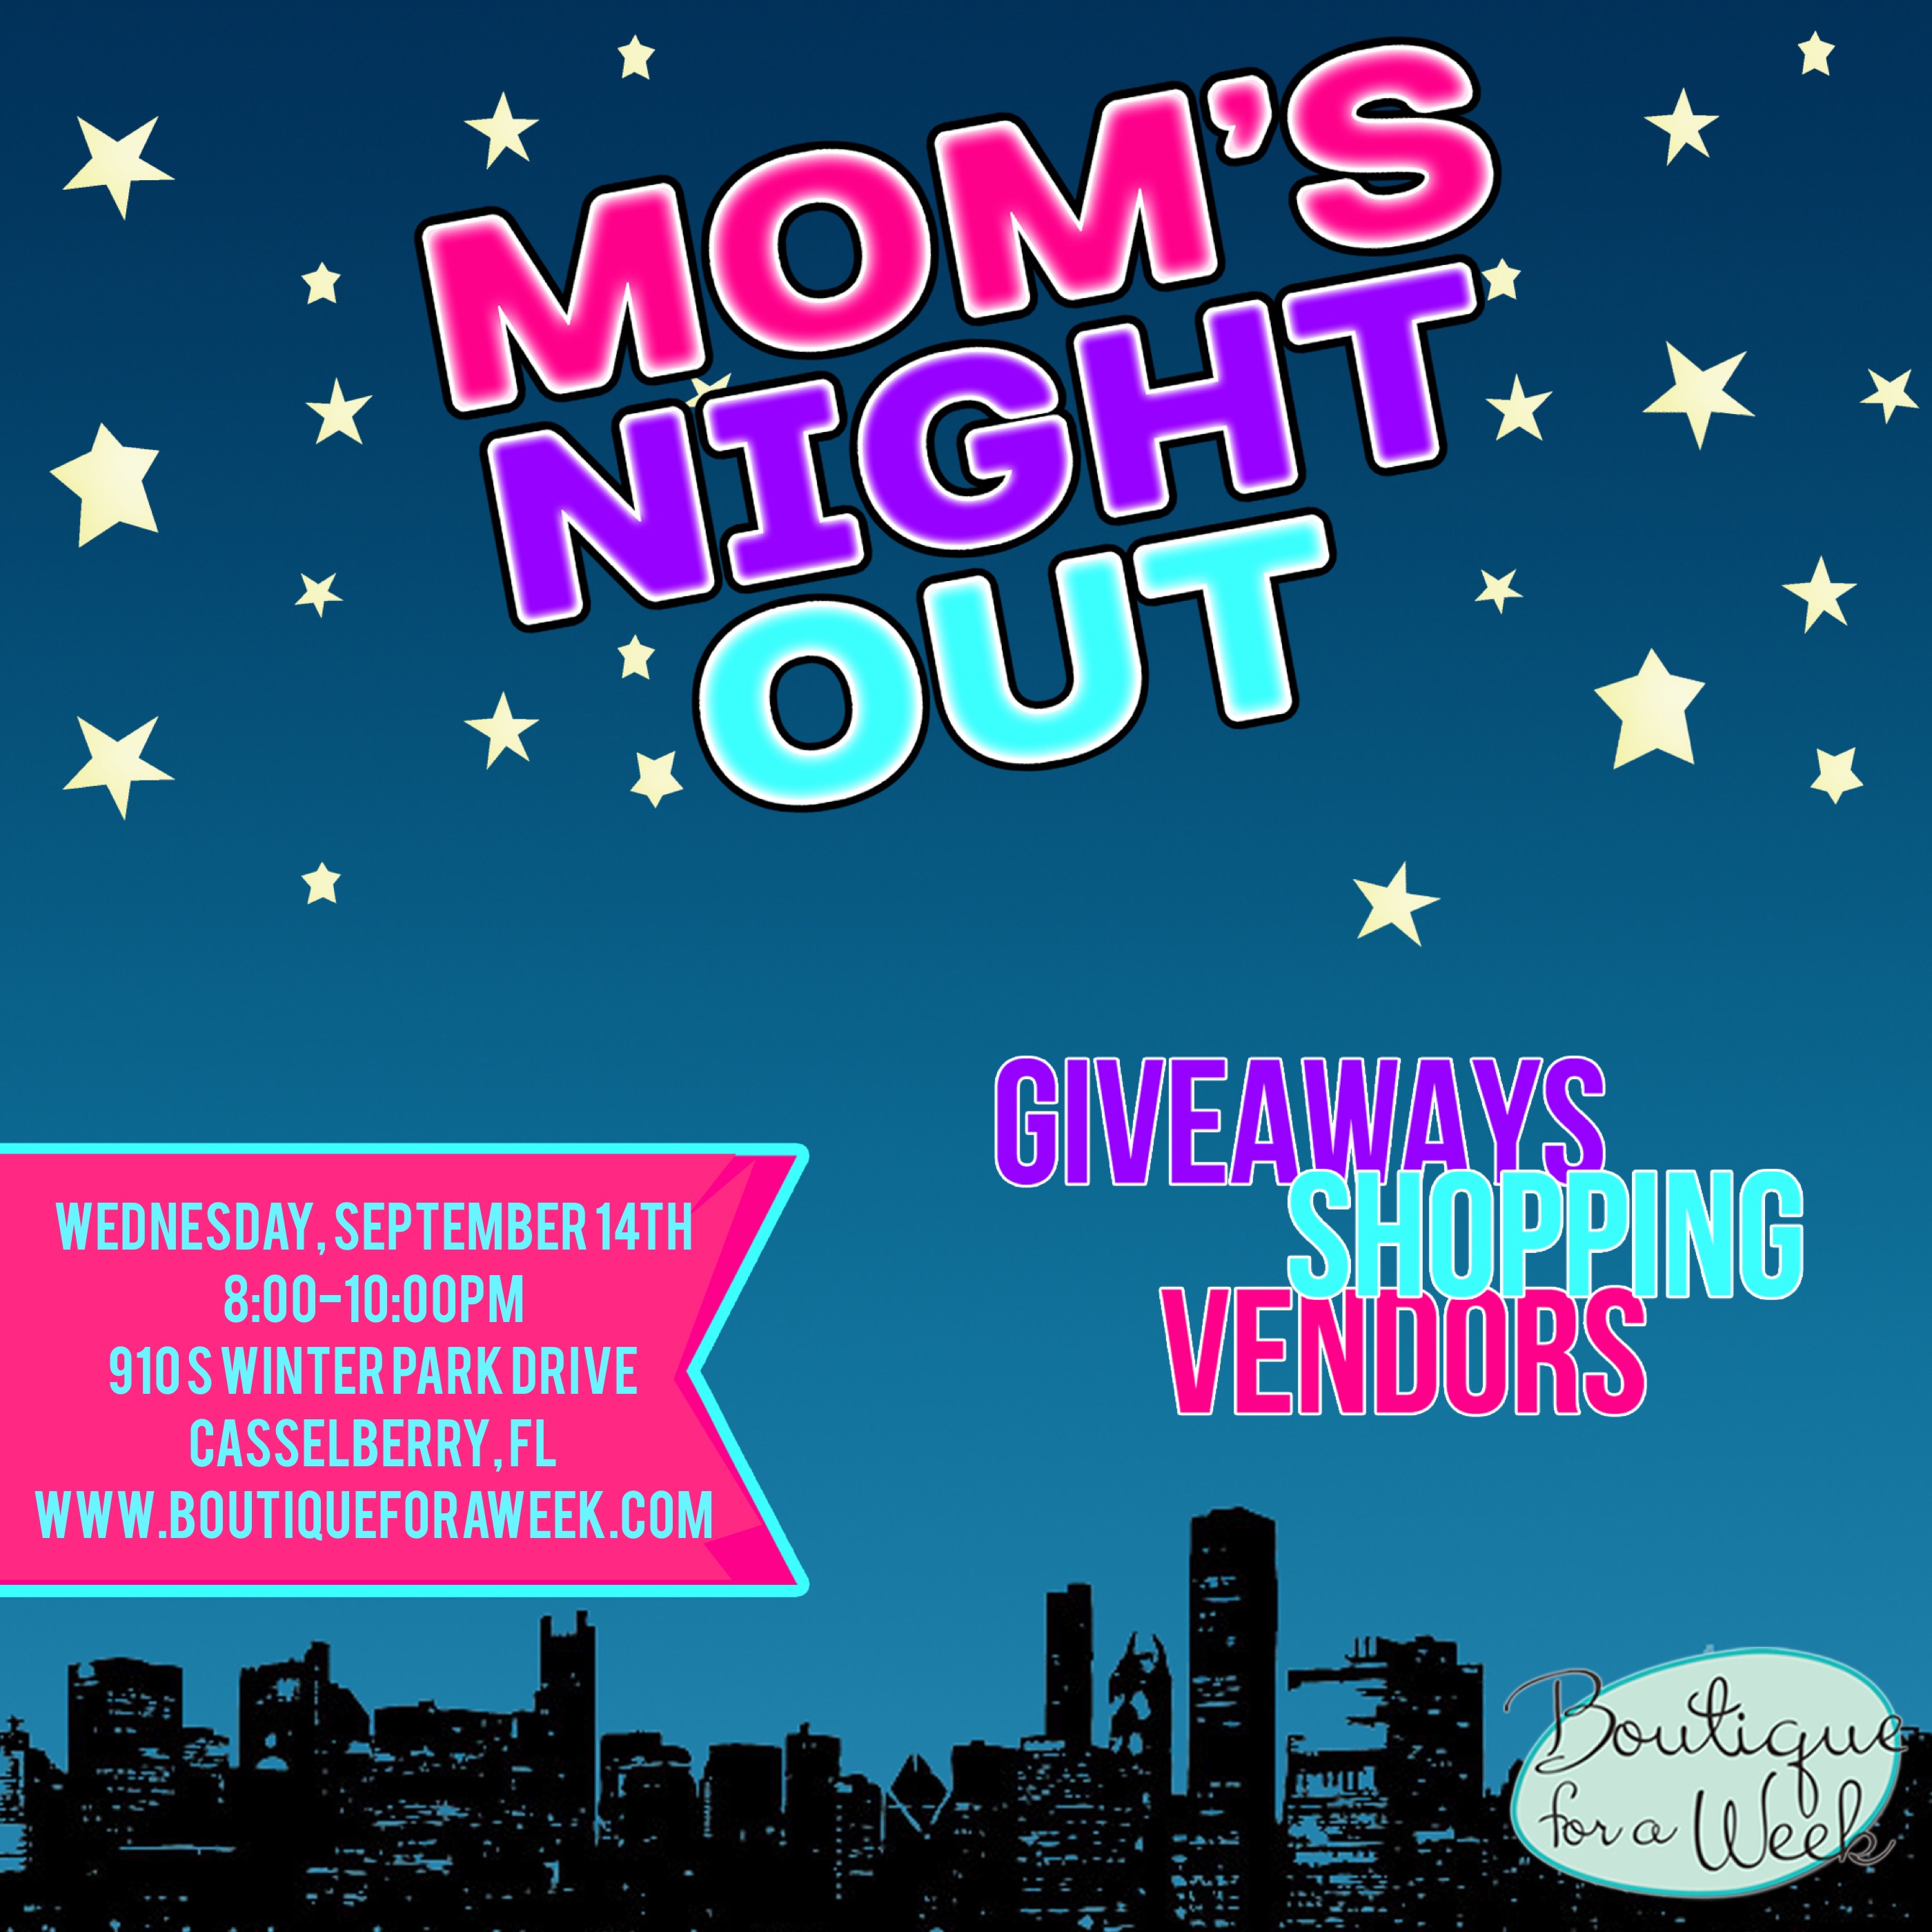 MOM'S
NIGHT
OUT
GIVEAWAYS
SHOPPING
VENDORS
WEDNESDAY, SEPTEMBER 14TH
8:00-10:00PM
910 S WINTER PARK DRIVE
CASSELBERRY, FL
WWW.BOUTIQUEFORAWEEK.COM
Boutique
for a Week